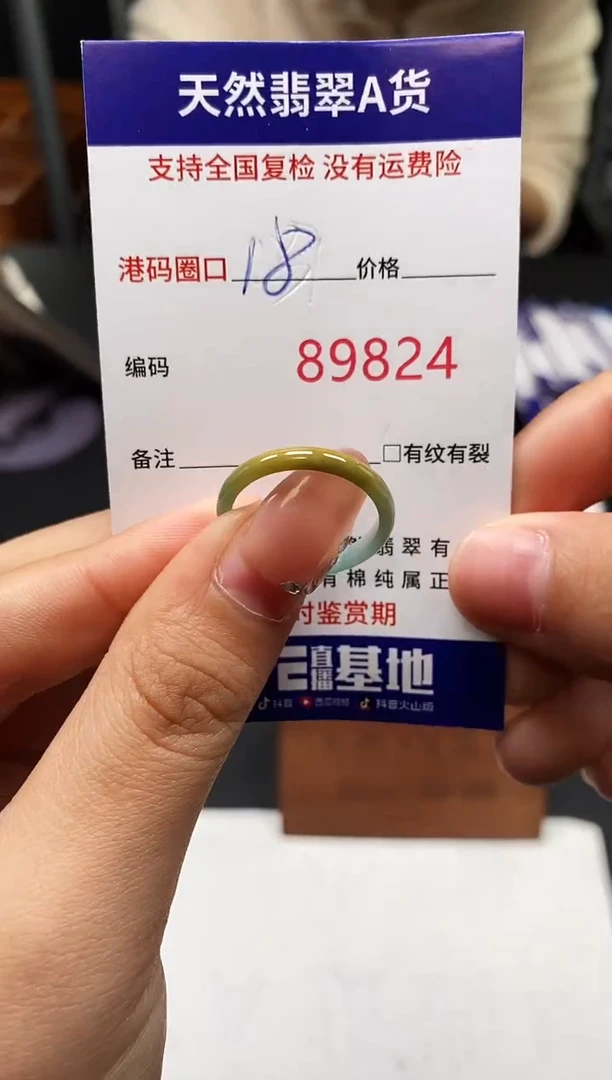 天然翡翠A货
支持全国复检 没有运费险
港码圈口 18 价格
编码 89824
备注 □有纹有裂
翡翠有
有棉纯属正
时鉴赏期
直播基地
抖音 西瓜视频 抖音火山版